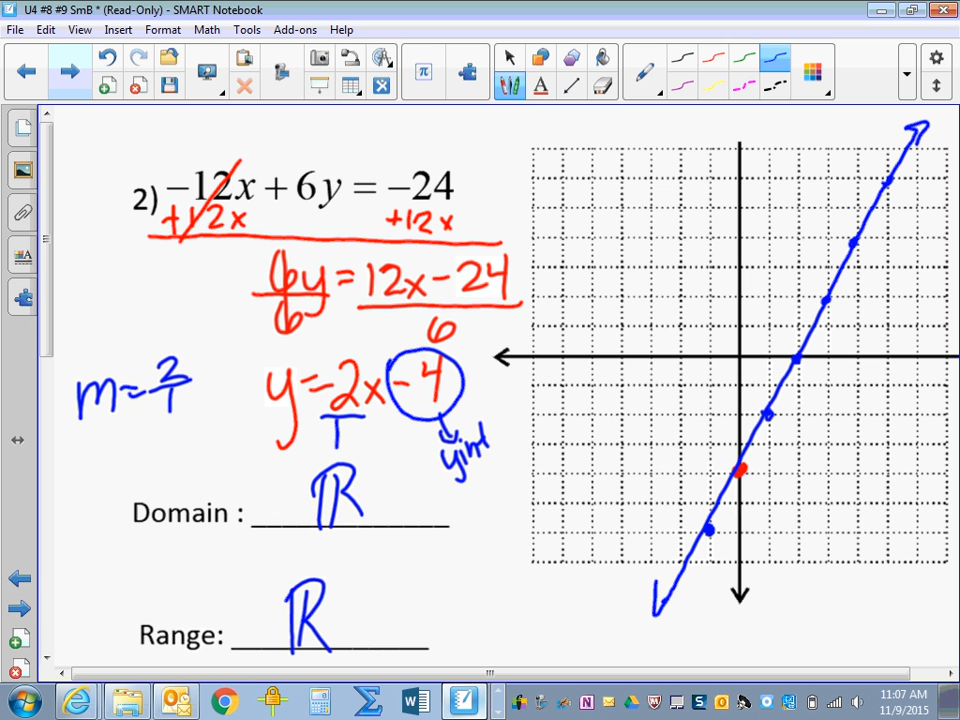 U4 #8 #9 SmB * (Read-Only) - SMART Notebook
File Edit View Insert Format Math Tools Add-ons Help
2) −12x + 6y = −24
+12x +12x
6y = 12x − 24
6 6
y = 2x − 4
1
m = 2/1
yint
Domain : ℝ
Range: ℝ
11:07 AM
11/9/2015